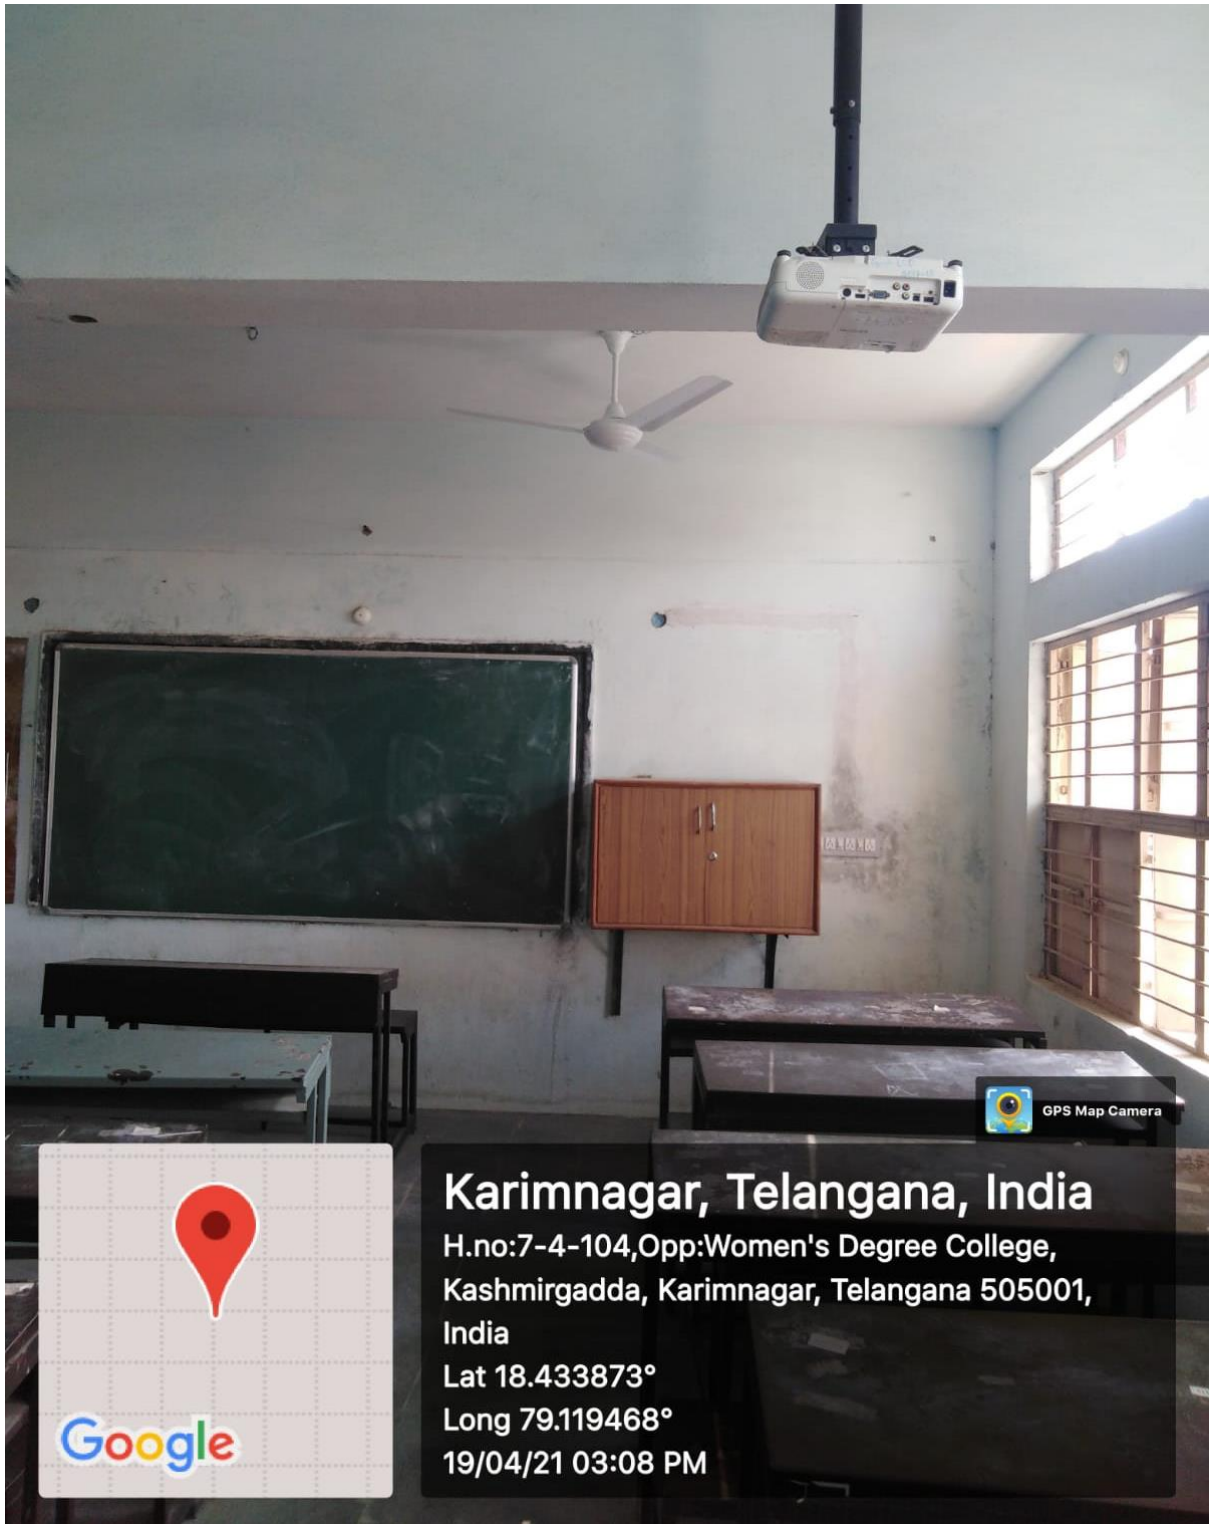 GPS Map Camera
Karimnagar, Telangana, India
H.no:7-4-104,Opp:Women's Degree College,
Kashmirgadda, Karimnagar, Telangana 505001,
India
Lat 18.433873°
Long 79.119468°
19/04/21 03:08 PM
Google